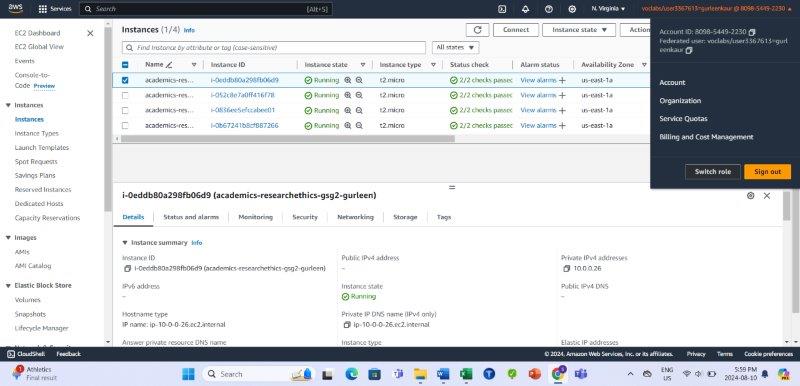 aws
Services
Search
[Alt+S]
N. Virginia
voclabs/user3367613=gurleenkaur @ 8098-5449-2230
EC2 Dashboard
EC2 Global View
Events
Console-to-
Code Preview
Instances
Instances
Instance Types
Launch Templates
Spot Requests
Savings Plans
Reserved Instances
Dedicated Hosts
Capacity Reservations
Images
AMIs
AMI Catalog
Elastic Block Store
Volumes
Snapshots
Lifecycle Manager
Instances (1/4) Info
Connect
Instance state
Actions
Find Instance by attribute or tag (case-sensitive)
All states
Name Instance ID Instance state Instance type Status check Alarm status Availability Zone
academics-res... i-0eddb80a298fb06d9 Running t2.micro 2/2 checks passec View alarms us-east-1a
academics-res... i-052c8e7a0ff416f78 Running t2.micro 2/2 checks passec View alarms us-east-1a
academics-res... i-0836ee5efccabee01 Running t2.micro 2/2 checks passec View alarms us-east-1a
academics-res... i-0b67241b8cf887266 Running t2.micro 2/2 checks passec View alarms us-east-1a
Account ID: 8098-5449-2230
Federated user: voclabs/user3367613=gurl
eenkaur
Account
Organization
Service Quotas
Billing and Cost Management
Switch role
Sign out
i-0eddb80a298fb06d9 (academics-researchethics-gsg2-gurleen)
Details Status and alarms Monitoring Security Networking Storage Tags
Instance summary Info
Instance ID
i-0eddb80a298fb06d9 (academics-researchethics-gsg2-gurleen)
Public IPv4 address
–
Private IPv4 addresses
10.0.0.26
IPv6 address
–
Instance state
Running
Public IPv4 DNS
–
Hostname type
IP name: ip-10-0-0-26.ec2.internal
Private IP DNS name (IPv4 only)
ip-10-0-0-26.ec2.internal
Answer private resource DNS name
Instance type
Elastic IP addresses
CloudShell Feedback
© 2024, Amazon Web Services, Inc. or its affiliates. Privacy Terms Cookie preferences
Athletics
Final result
Search
ENG
US
5:59 PM
2024-08-10